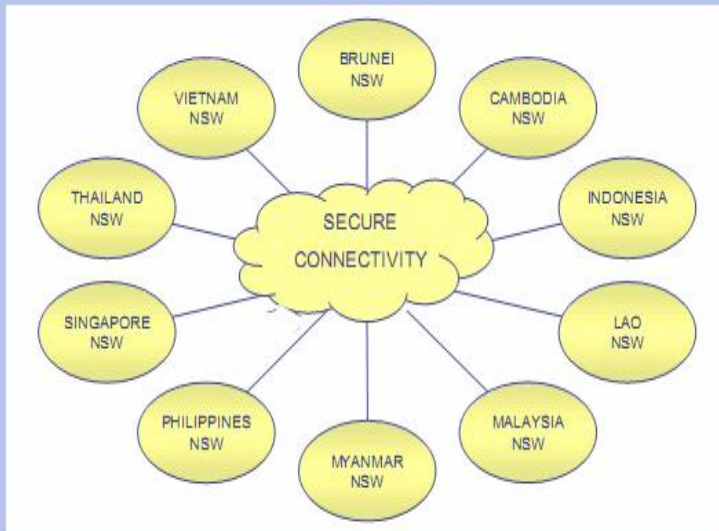 BRUNEI
NSW
VIETNAM
NSW
CAMBODIA
NSW
THAILAND
NSW
INDONESIA
NSW
SECURE
CONNECTIVITY
SINGAPORE
NSW
LAO
NSW
PHILIPPINES
NSW
MALAYSIA
NSW
MYANMAR
NSW